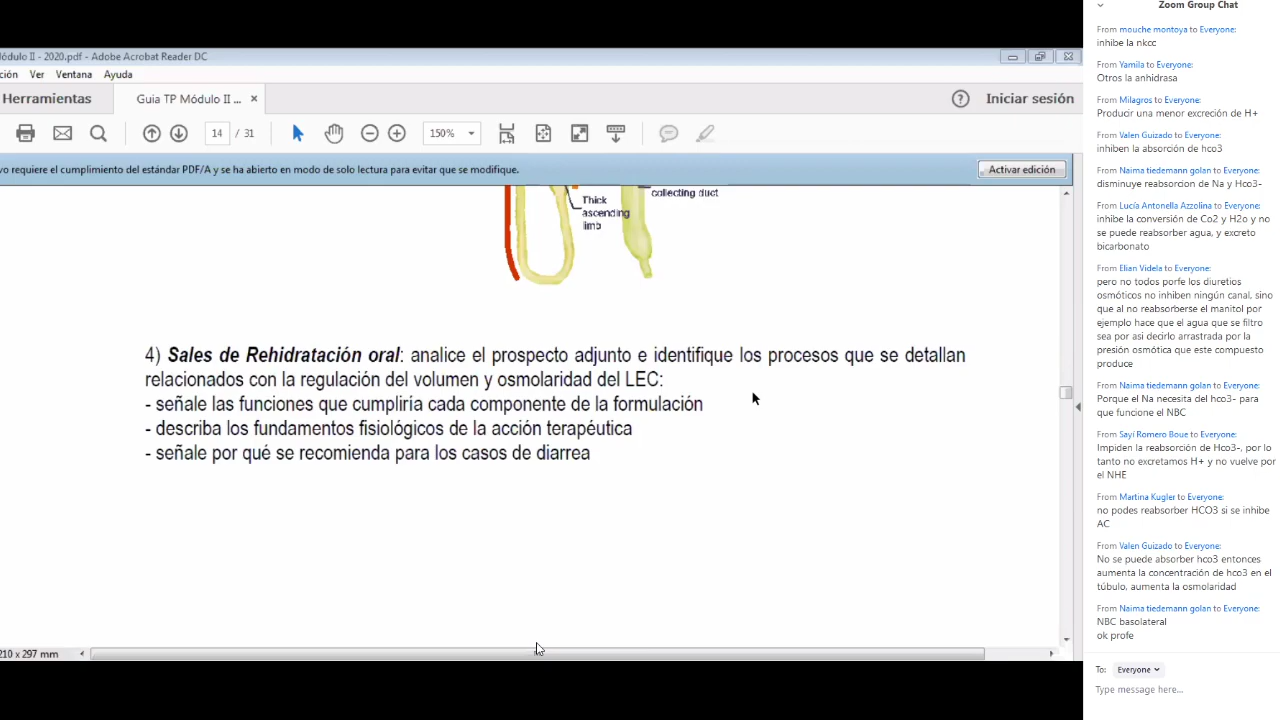 Zoom Group Chat
ódulo II - 2020.pdf - Adobe Acrobat Reader DC
ción Ver Ventana Ayuda
Herramientas
Guia TP Módulo II ...
Iniciar sesión
14 / 31
150%
vo requiere el cumplimiento del estándar PDF/A y se ha abierto en modo de solo lectura para evitar que se modifique.
Activar edición
Thick
ascending
limb
collecting duct
4) Sales de Rehidratación oral: analice el prospecto adjunto e identifique los procesos que se detallan
relacionados con la regulación del volumen y osmolaridad del LEC:
- señale las funciones que cumpliría cada componente de la formulación
- describa los fundamentos fisiológicos de la acción terapéutica
- señale por qué se recomienda para los casos de diarrea
210 x 297 mm
From mouche montoya to Everyone:
inhibe la nkcc
From Yamila to Everyone:
Otros la anhidrasa
From Milagros to Everyone:
Producir una menor excreción de H+
From Valen Guizado to Everyone:
inhiben la absorción de hco3
From Naima tiedemann golan to Everyone:
disminuye reabsorcion de Na y Hco3-
From Lucía Antonella Azzolina to Everyone:
inhibe la conversión de Co2 y H2o y no
se puede reabsorber agua, y excreto
bicarbonato
From Elian Videla to Everyone:
pero no todos porfe los diuretios
osmóticos no inhiben ningún canal, sino
que al no reabsorberse el manitol por
ejemplo hace que el agua que se filtro
sea por asi decirlo arrastrada por la
presión osmótica que este compuesto
produce
From Naima tiedemann golan to Everyone:
Porque el Na necesita del hco3- para
que funcione el NBC
From Sayí Romero Boue to Everyone:
Impiden la reabsorción de Hco3-, por lo
tanto no excretamos H+ y no vuelve por
el NHE
From Martina Kugler to Everyone:
no podes reabsorber HCO3 si se inhibe
AC
From Valen Guizado to Everyone:
No se puede absorber hco3 entonces
aumenta la concentración de hco3 en el
túbulo, aumenta la osmolaridad
From Naima tiedemann golan to Everyone:
NBC basolateral
ok profe
To: Everyone
Type message here...